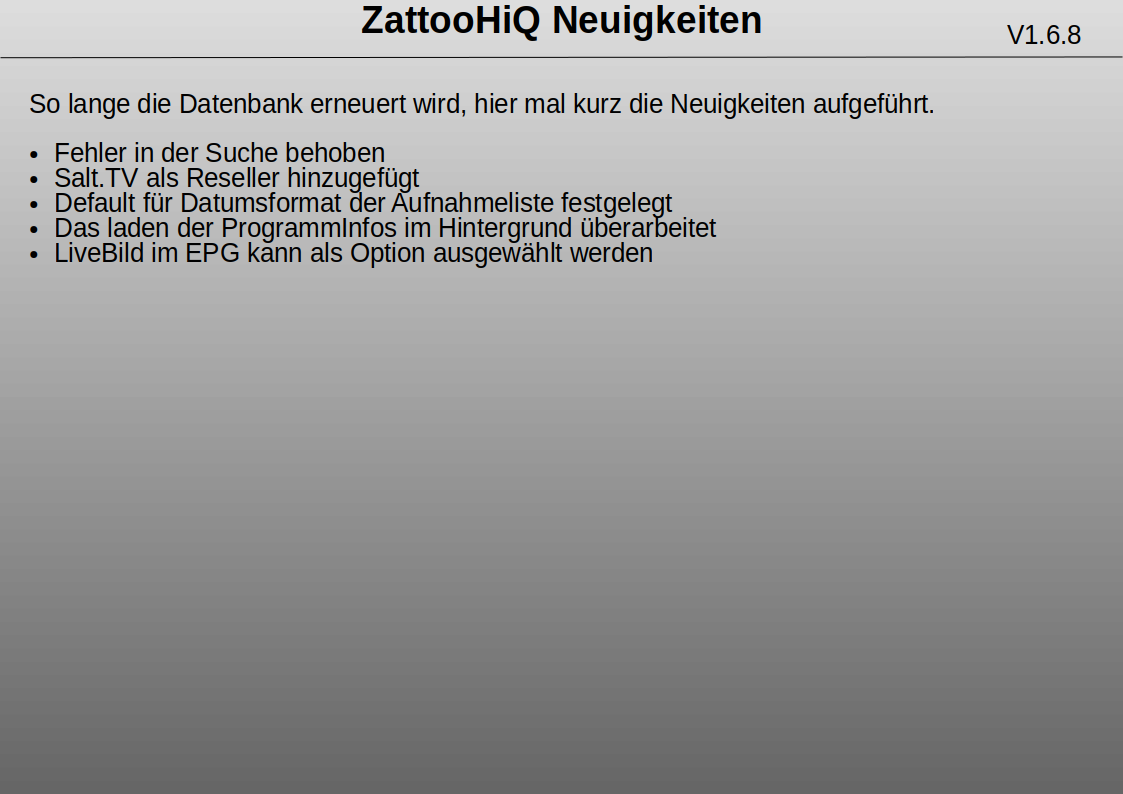 ZattooHiQ Neuigkeiten
V1.6.8
So lange die Datenbank erneuert wird, hier mal kurz die Neuigkeiten aufgeführt.
• Fehler in der Suche behoben
• Salt.TV als Reseller hinzugefügt
• Default für Datumsformat der Aufnahmeliste festgelegt
• Das laden der ProgrammInfos im Hintergrund überarbeitet
• LiveBild im EPG kann als Option ausgewählt werden